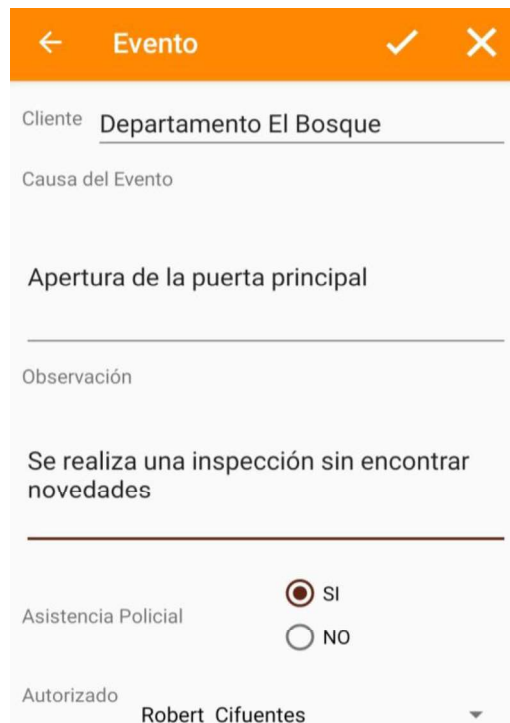 Evento
Cliente Departamento El Bosque
Causa del Evento
Apertura de la puerta principal
Observación
Se realiza una inspección sin encontrar
novedades
SI
Asistencia Policial
NO
Autorizado
Robert Cifuentes